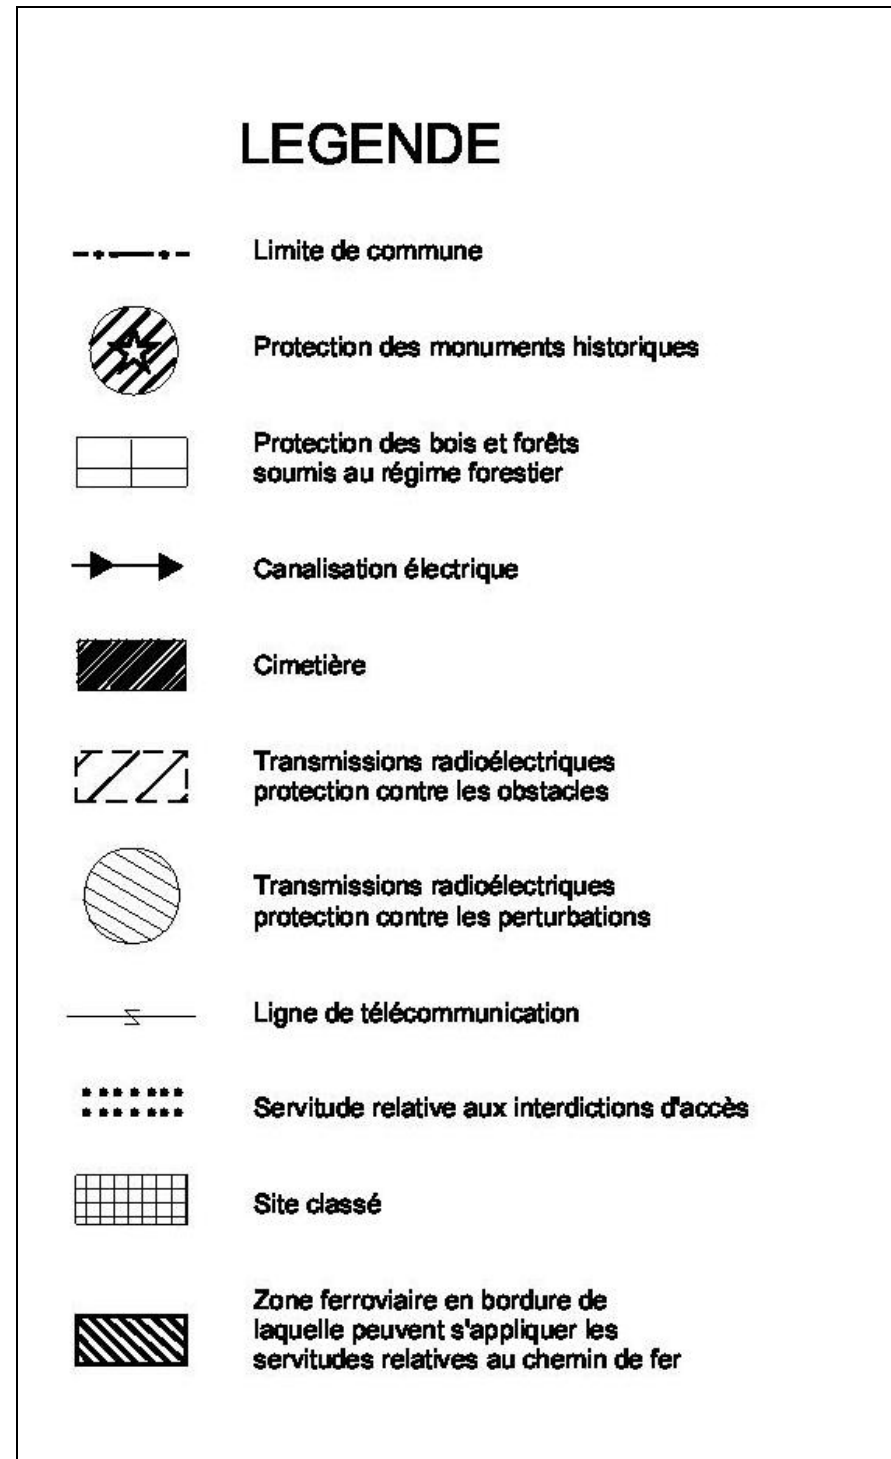 LEGENDE
Limite de commune
Protection des monuments historiques
Protection des bois et forêts
soumis au régime forestier
Canalisation électrique
Cimetière
Transmissions radioélectriques
protection contre les obstacles
Transmissions radioélectriques
protection contre les perturbations
Ligne de télécommunication
Servitude relative aux interdictions d'accès
Site classé
Zone ferroviaire en bordure de
laquelle peuvent s'appliquer les
servitudes relatives au chemin de fer